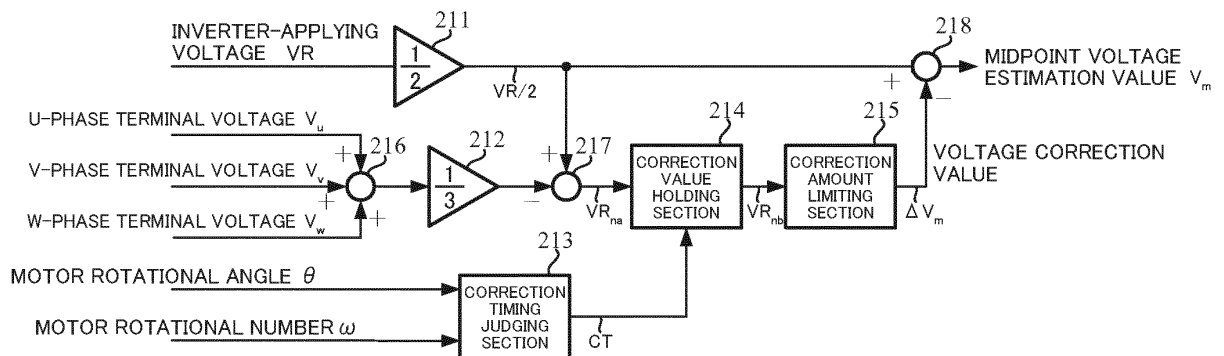 INVERTER-APPLYING
VOLTAGE VR
211
1
2
VR/2
+
218
−
MIDPOINT VOLTAGE
ESTIMATION VALUE Vm
U-PHASE TERMINAL VOLTAGE Vu
V-PHASE TERMINAL VOLTAGE Vv
W-PHASE TERMINAL VOLTAGE Vw
+
+
+
216
212
1
3
+
−
217
VRna
214
CORRECTION
VALUE
HOLDING
SECTION
VRnb
215
CORRECTION
AMOUNT
LIMITING
SECTION
ΔVm
VOLTAGE CORRECTION
VALUE
MOTOR ROTATIONAL ANGLE θ
MOTOR ROTATIONAL NUMBER ω
213
CORRECTION
TIMING
JUDGING
SECTION
CT